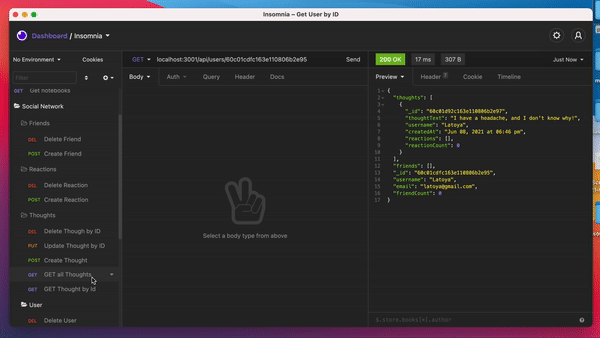 Insomnia – Get User by ID
Dashboard / Insomnia
No Environment
Cookies
GET localhost:3001/api/users/60c01cdfc163e110806b2e95 Send
200 OK 17 ms 307 B Just Now
Filter
Body Auth Query Header Docs
Preview Header 7 Cookie Timeline
GET Get notebooks
Social Network
Friends
DEL Delete Friend
POST Create Friend
Reactions
DEL Delete Reaction
POST Create Reaction
Thoughts
DEL Delete Though by ID
PUT Update Thought by ID
POST Create Thought
GET GET all Thoughts
GET GET Thought by Id
User
DEL Delete User
Select a body type from above
1 {
2 "thoughts": [
3 {
4 "_id": "60c01d92c163e110806b2e97",
5 "thoughtText": "I have a headache, and I don't know why!",
6 "username": "Latoya",
7 "createdAt": "Jun 08, 2021 at 06:46 pm",
8 "reactions": [],
9 "reactionCount": 0
10 }
11 ],
12 "friends": [],
13 "_id": "60c01cdfc163e110806b2e95",
14 "username": "Latoya",
15 "email": "latoya@gmail.com",
16 "friendCount": 0
17 }
$.store.books[*].author